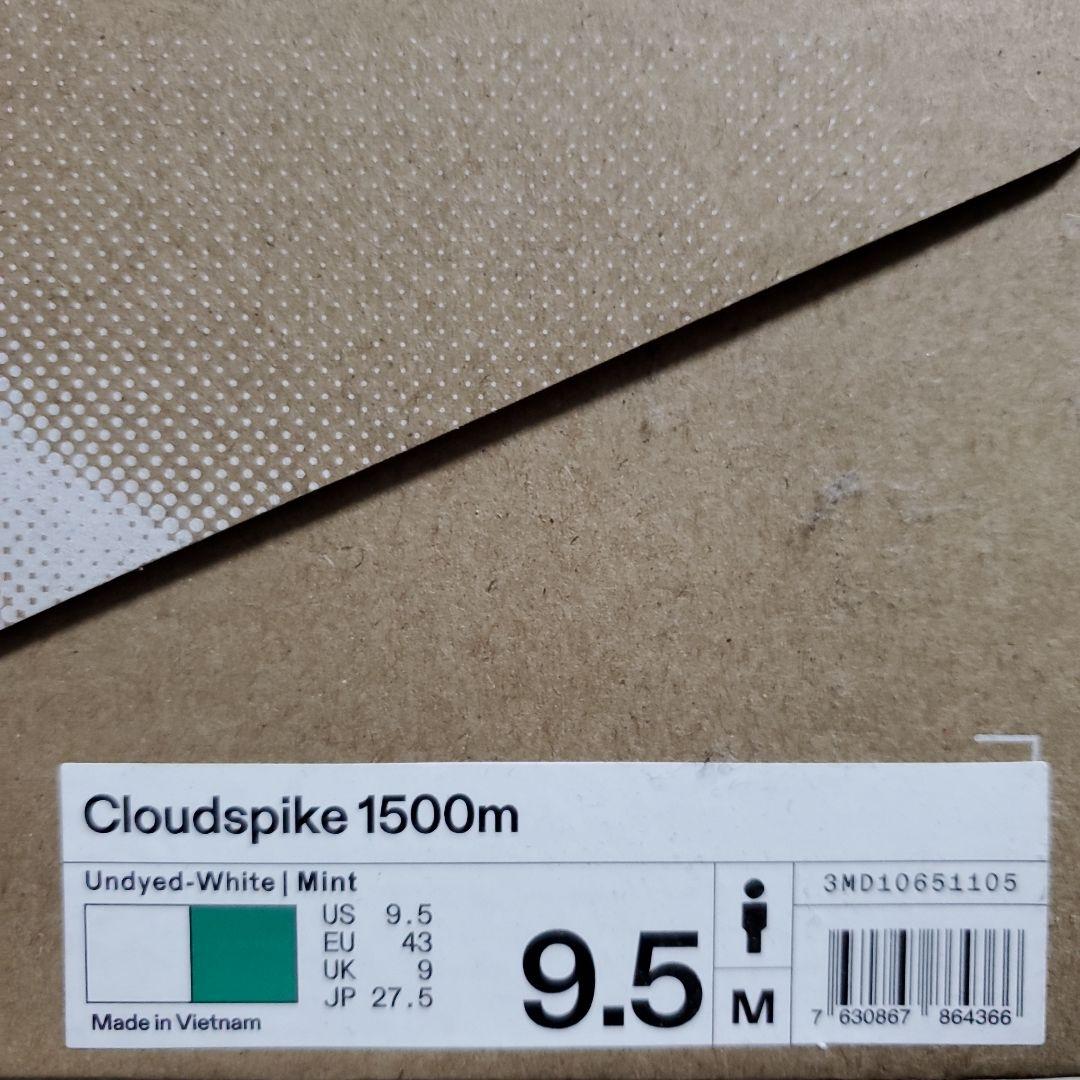 Cloudspike 1500m
Undyed-White | Mint
US 9.5
EU 43
UK 9
JP 27.5
Made in Vietnam
9.5
M
3MD10651105
7 630867 864366